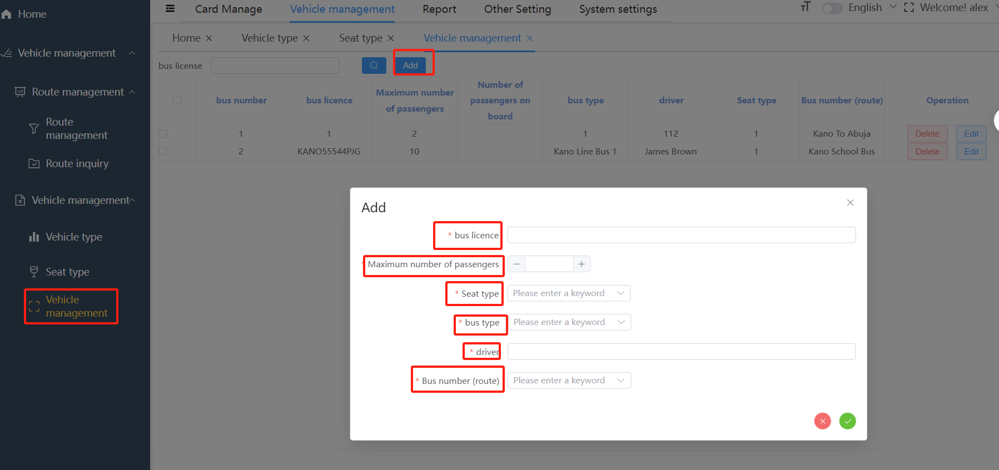 Home
Vehicle management
Route management
Route
management
Route inquiry
Vehicle management
Vehicle type
Seat type
Vehicle
management
Card Manage
Vehicle management
Report
Other Setting
System settings
English
Welcome! alex
Home
Vehicle type
Seat type
Vehicle management
bus license
Add
bus number
bus licence
Maximum number
of passengers
Number of
passengers on
board
bus type
driver
Seat type
Bus number (route)
Operation
1 1 2 1 112 1 Kano To Abuja Delete Edit
2 KANO55544PJG 10 Kano Line Bus 1 James Brown 1 Kano School Bus Delete Edit
Add
* bus licence
* Maximum number of passengers
* Seat type Please enter a keyword
* bus type Please enter a keyword
* driver
* Bus number (route) Please enter a keyword